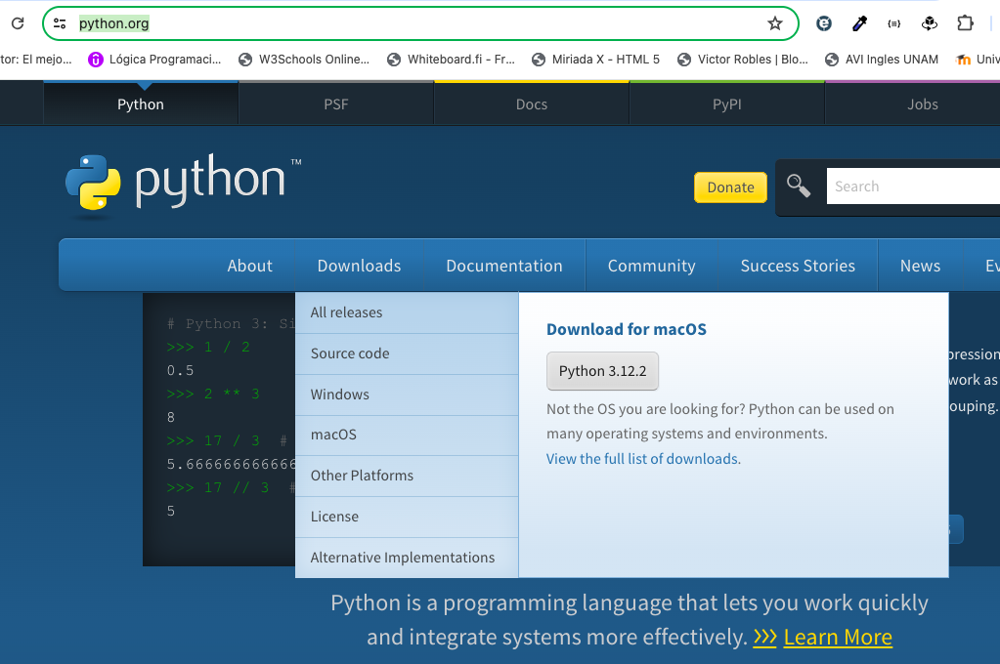 python.org
tor: El mejo...
Lógica Programaci...
W3Schools Online...
Whiteboard.fi - Fr...
Miriada X - HTML 5
Victor Robles | Blo...
AVI Ingles UNAM
Univ
Python
PSF
Docs
PyPI
Jobs
python™
Donate
Search
About
Downloads
Documentation
Community
Success Stories
News
Ev
# Python 3: Si
>>> 1 / 2
0.5
>>> 2 ** 3
8
>>> 17 / 3 #
5.666666666666
>>> 17 // 3 #
5
All releases
Source code
Windows
macOS
Other Platforms
License
Alternative Implementations
Download for macOS
Python 3.12.2
Not the OS you are looking for? Python can be used on
many operating systems and environments.
View the full list of downloads.
pression
work as
ouping.
Python is a programming language that lets you work quickly
and integrate systems more effectively. >>> Learn More